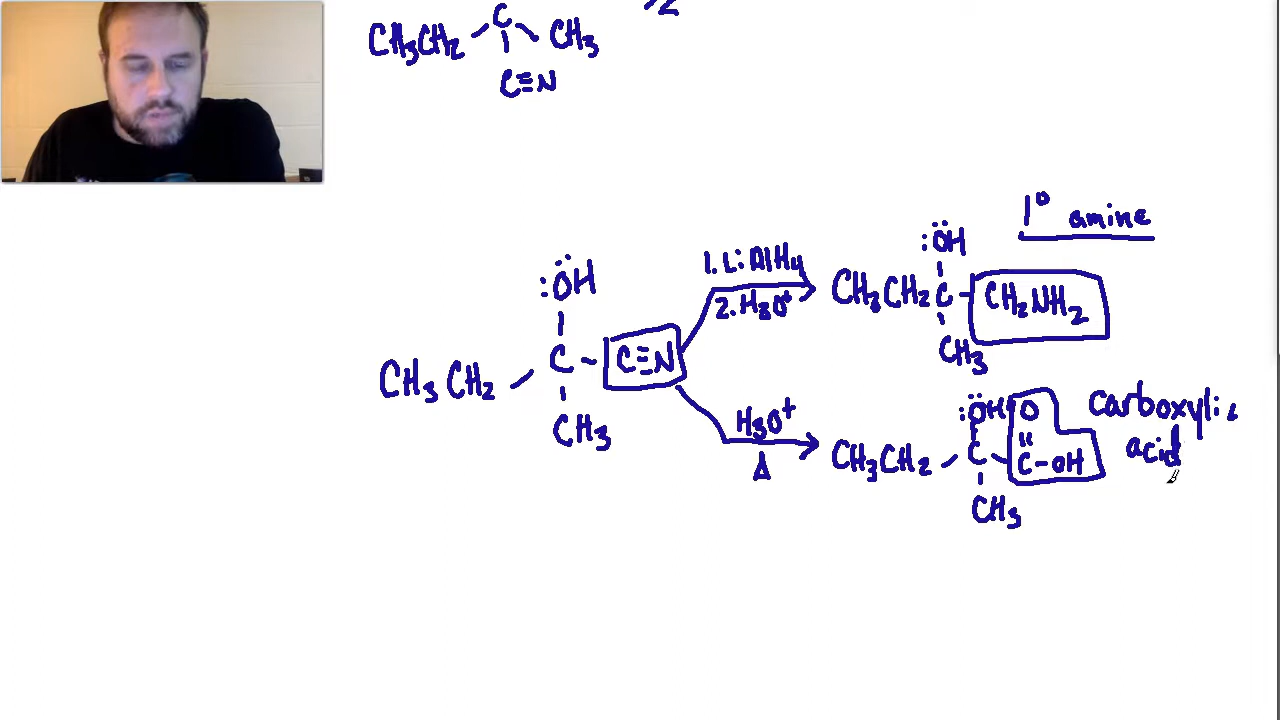 C
CH3CH2 CH3
C≡N
1° amine
:ÖH
1. LiAlH4
2. H3O+
CH3CH2 C - CH2NH2
CH3
:ÖH
C - C≡N
CH3CH2
CH3
H3O+
Δ
:ÖH O
carboxylic
acid
CH3CH2 C C-OH
CH3